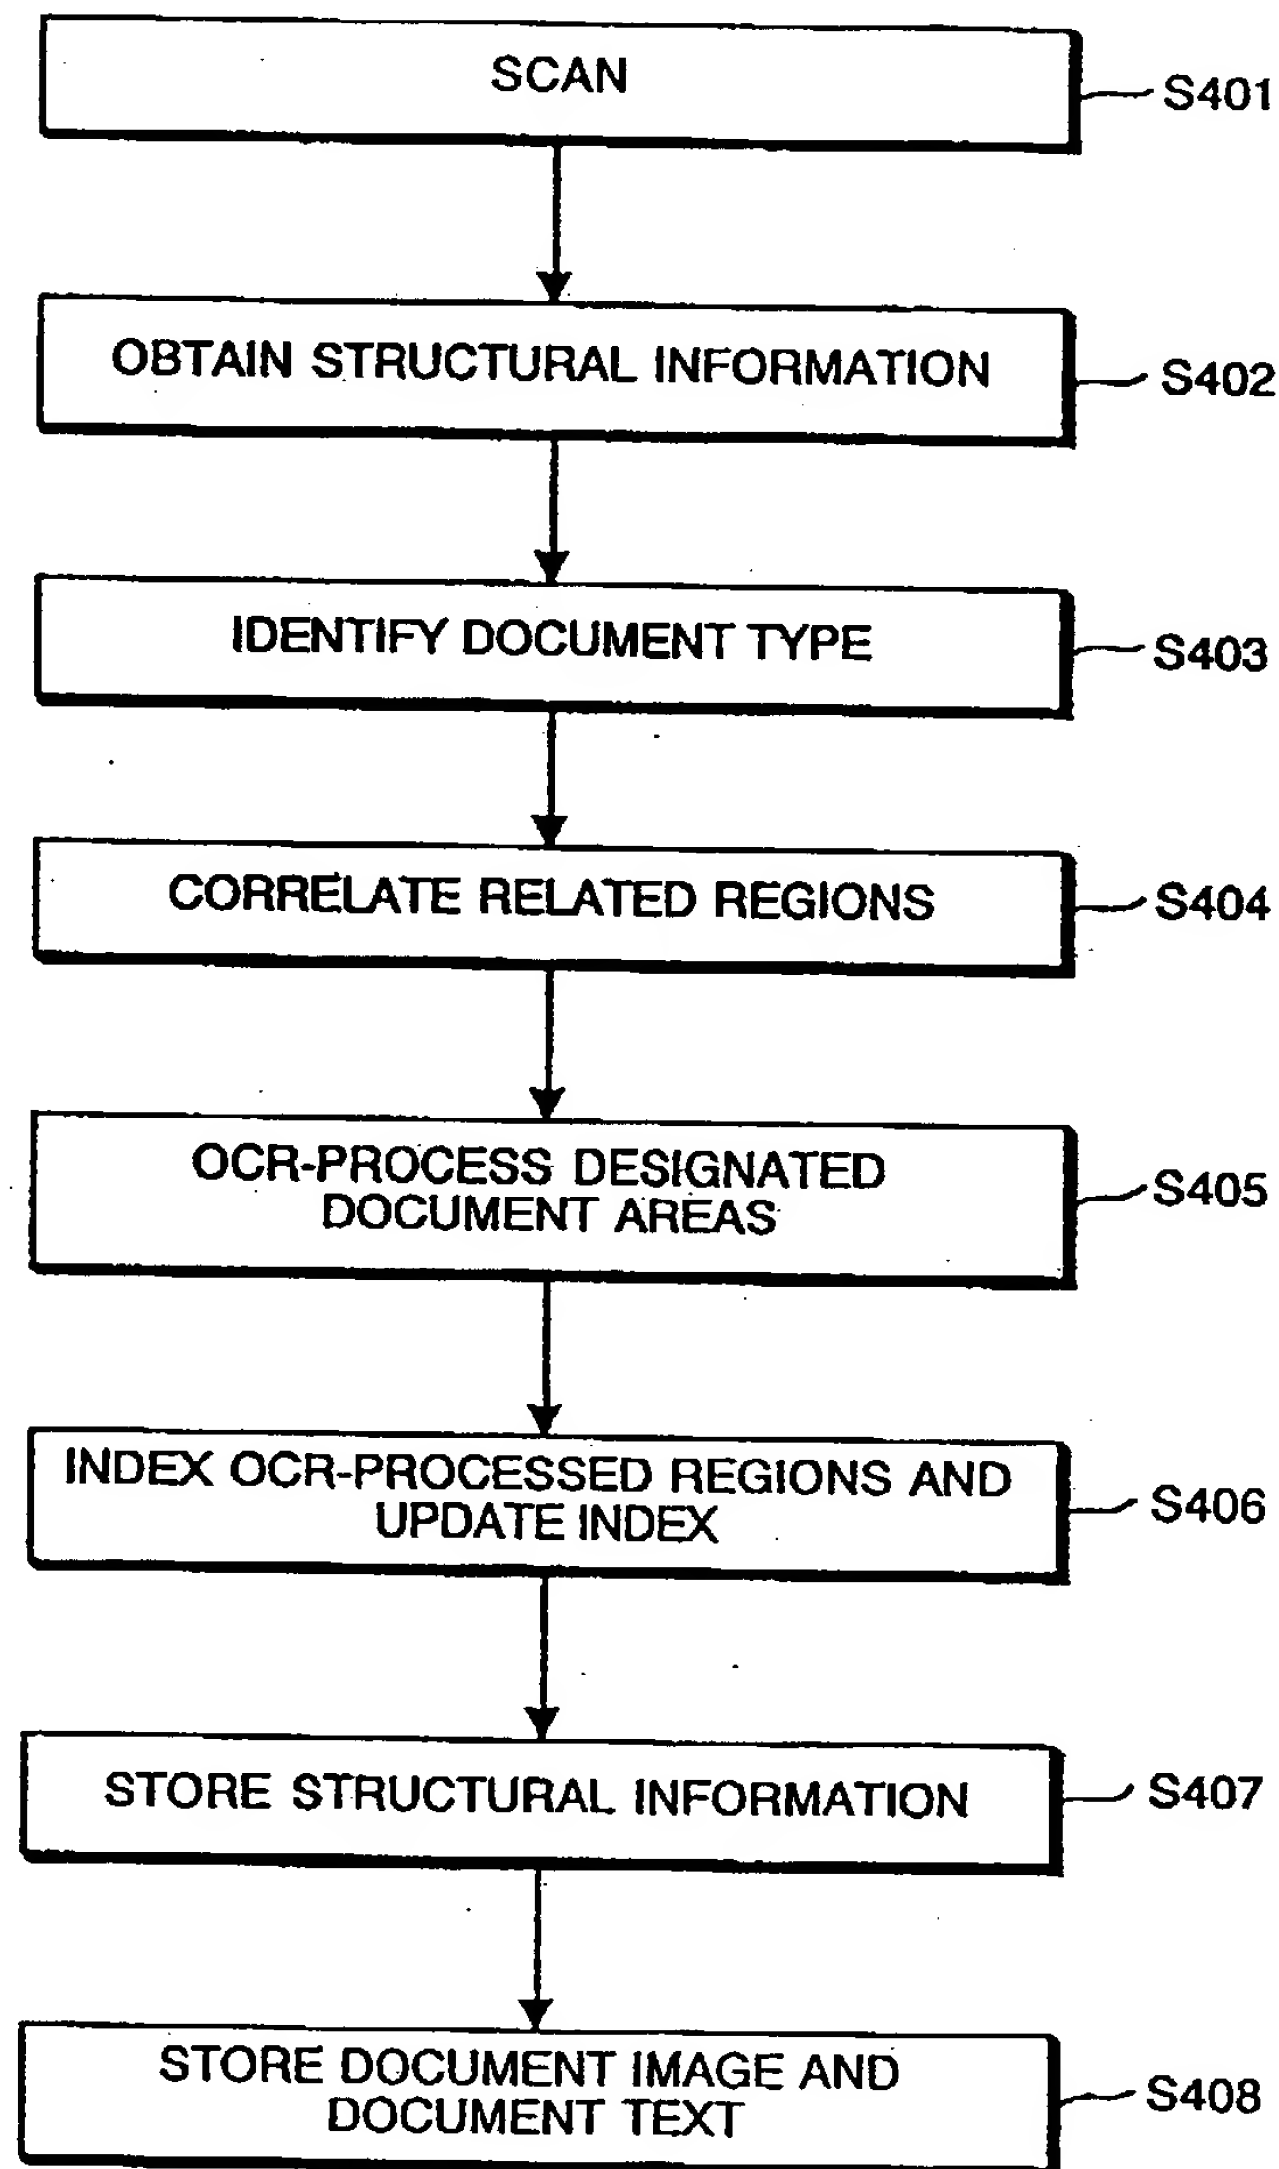 SCAN
S401
OBTAIN STRUCTURAL INFORMATION
S402
IDENTIFY DOCUMENT TYPE
S403
CORRELATE RELATED REGIONS
S404
OCR-PROCESS DESIGNATED
DOCUMENT AREAS
S405
INDEX OCR-PROCESSED REGIONS AND
UPDATE INDEX
S406
STORE STRUCTURAL INFORMATION
S407
STORE DOCUMENT IMAGE AND
DOCUMENT TEXT
S408